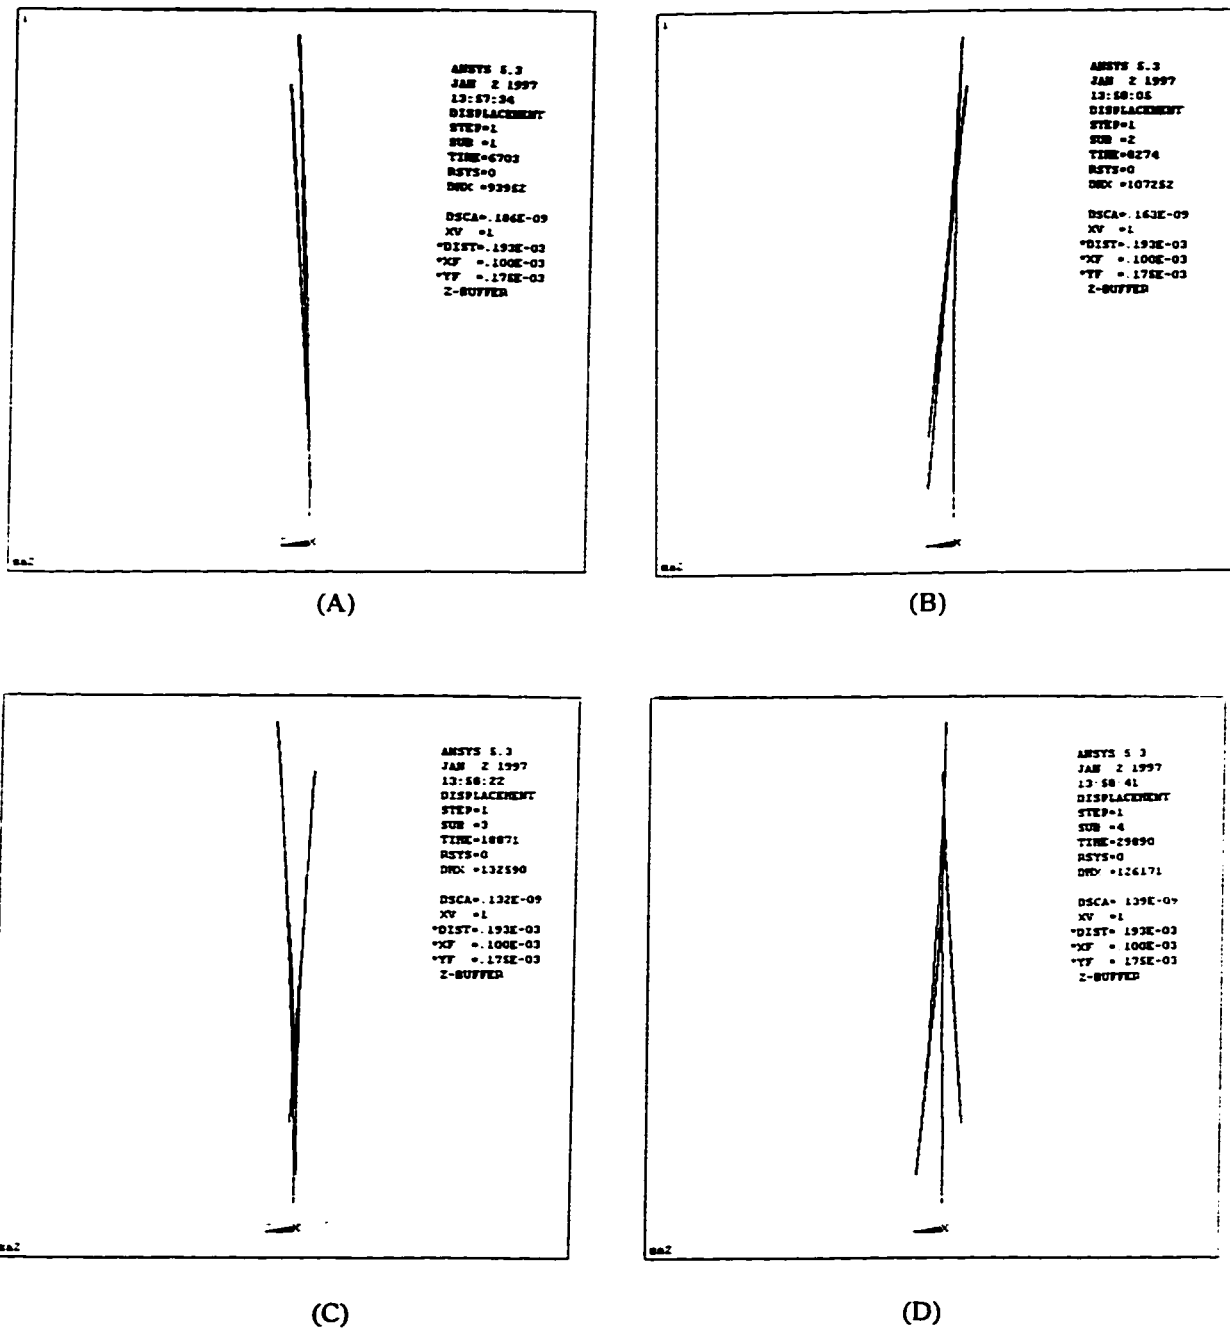 1
ANSYS 5.3
JAN 2 1997
13:57:34
DISPLACEMENT
STEP=1
SUB =1
TIME=6703
RSYS=0
DMX =93952
DSCA=.186E-09
XV =1
*DIST=.193E-03
*XF =.100E-03
*YF =.175E-03
Z-BUFFER
X
(A)
1
ANSYS 5.3
JAN 2 1997
13:58:05
DISPLACEMENT
STEP=1
SUB =2
TIME=8274
RSYS=0
DMX =107252
DSCA=.163E-09
XV =1
*DIST=.193E-03
*XF =.100E-03
*YF =.175E-03
Z-BUFFER
X
(B)
ANSYS 5.3
JAN 2 1997
13:58:22
DISPLACEMENT
STEP=1
SUB =3
TIME=18871
RSYS=0
DMX =132590
DSCA=.132E-09
XV =1
*DIST=.193E-03
*XF =.100E-03
*YF =.175E-03
Z-BUFFER
X
(C)
ANSYS 5 3
JAN 2 1997
13 58 41
DISPLACEMENT
STEP=1
SUB =4
TIME=29890
RSYS=0
DMX =126171
DSCA= 139E-09
XV =1
*DIST= 193E-03
*XF = 100E-03
*YF = 175E-03
Z-BUFFER
X
(D)